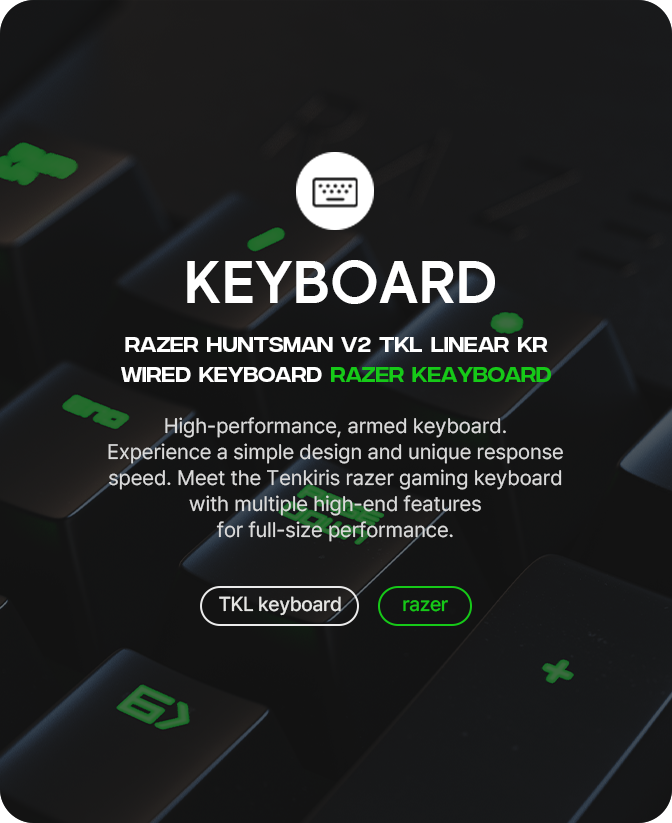 KEYBOARD
RAZER HUNTSMAN V2 TKL LINEAR KR
WIRED KEYBOARD RAZER KEAYBOARD
High-performance, armed keyboard.
Experience a simple design and unique response
speed. Meet the Tenkiris razer gaming keyboard
with multiple high-end features
for full-size performance.
TKL keyboard
razer
+